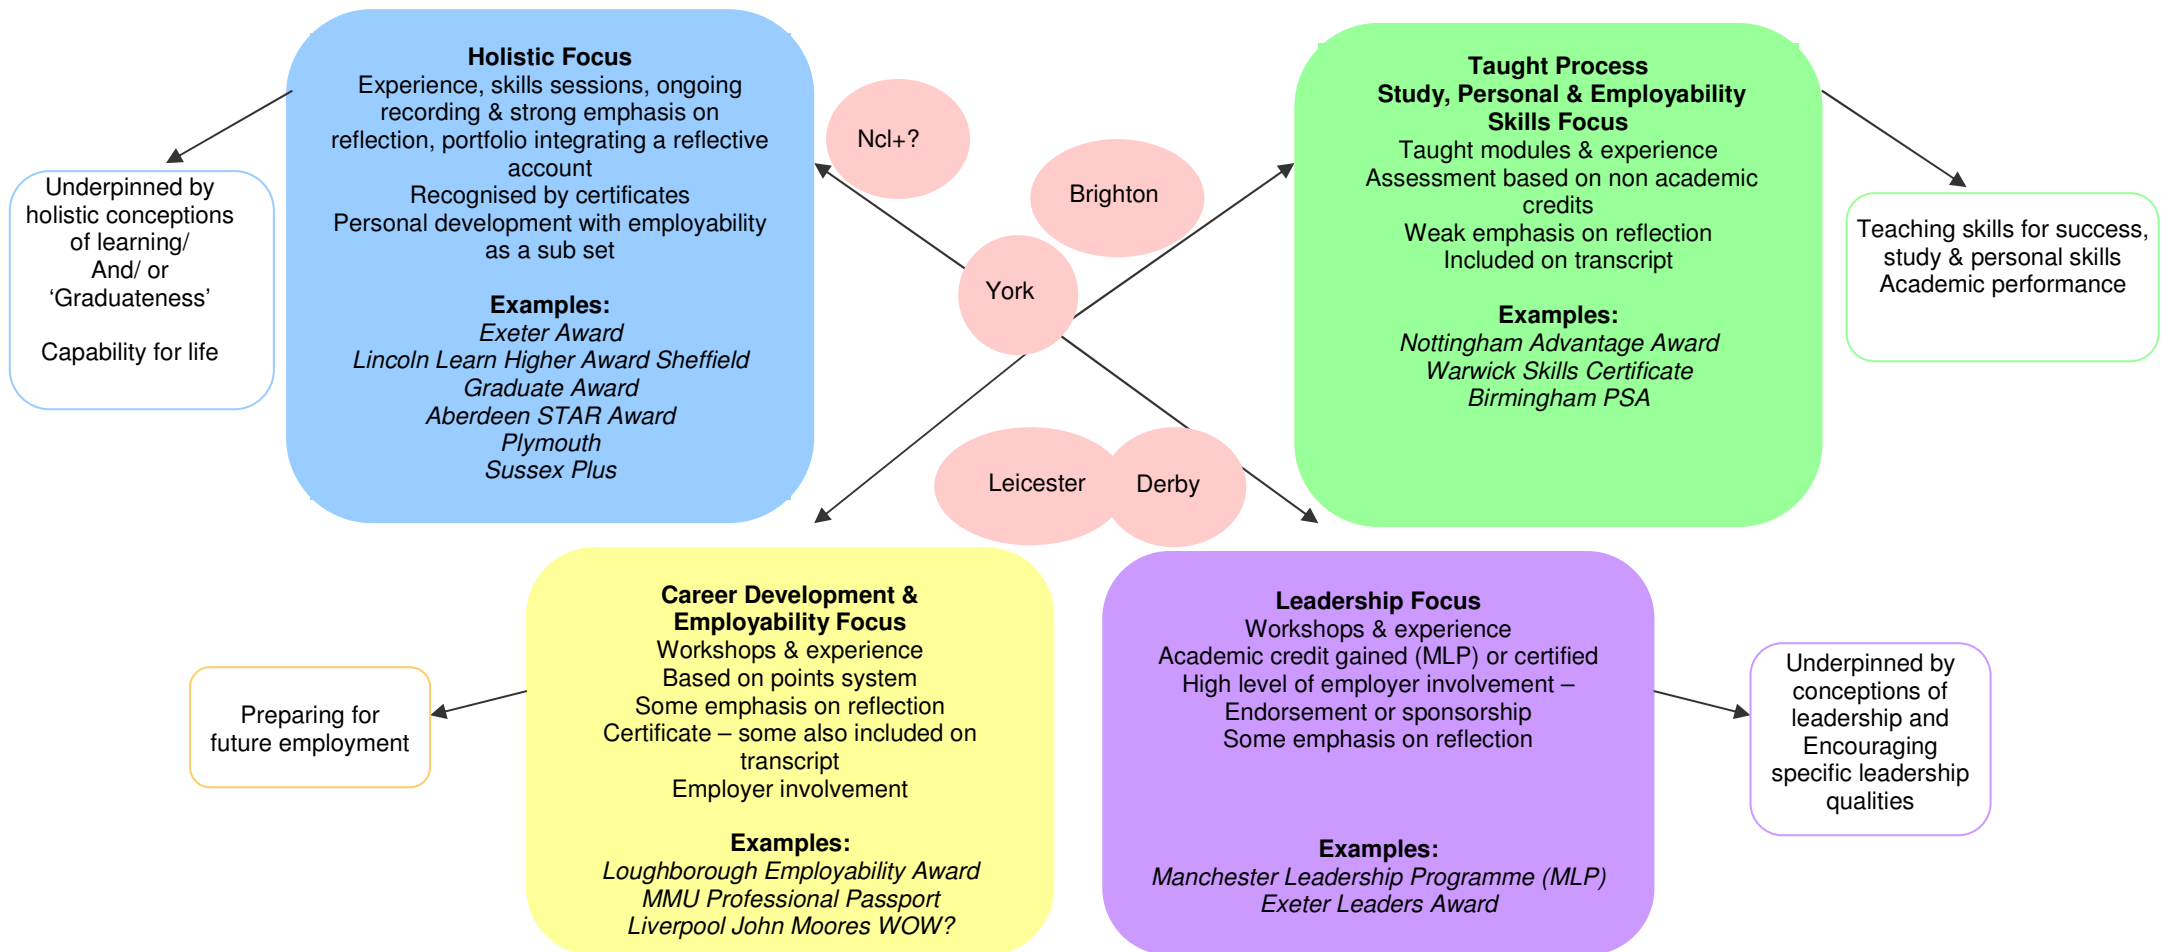 Holistic Focus
Experience, skills sessions, ongoing
recording & strong emphasis on
reflection, portfolio integrating a reflective
account
Recognised by certificates
Personal development with employability
as a sub set
Examples:
Exeter Award
Lincoln Learn Higher Award Sheffield
Graduate Award
Aberdeen STAR Award
Plymouth
Sussex Plus
Underpinned by
holistic conceptions
of learning/
And/ or
‘Graduateness’
Capability for life
Ncl+?
Brighton
York
Leicester
Derby
Taught Process
Study, Personal & Employability
Skills Focus
Taught modules & experience
Assessment based on non academic
credits
Weak emphasis on reflection
Included on transcript
Examples:
Nottingham Advantage Award
Warwick Skills Certificate
Birmingham PSA
Teaching skills for success,
study & personal skills
Academic performance
Career Development &
Employability Focus
Workshops & experience
Based on points system
Some emphasis on reflection
Certificate – some also included on
transcript
Employer involvement
Examples:
Loughborough Employability Award
MMU Professional Passport
Liverpool John Moores WOW?
Preparing for
future employment
Leadership Focus
Workshops & experience
Academic credit gained (MLP) or certified
High level of employer involvement –
Endorsement or sponsorship
Some emphasis on reflection
Examples:
Manchester Leadership Programme (MLP)
Exeter Leaders Award
Underpinned by
conceptions of
leadership and
Encouraging
specific leadership
qualities